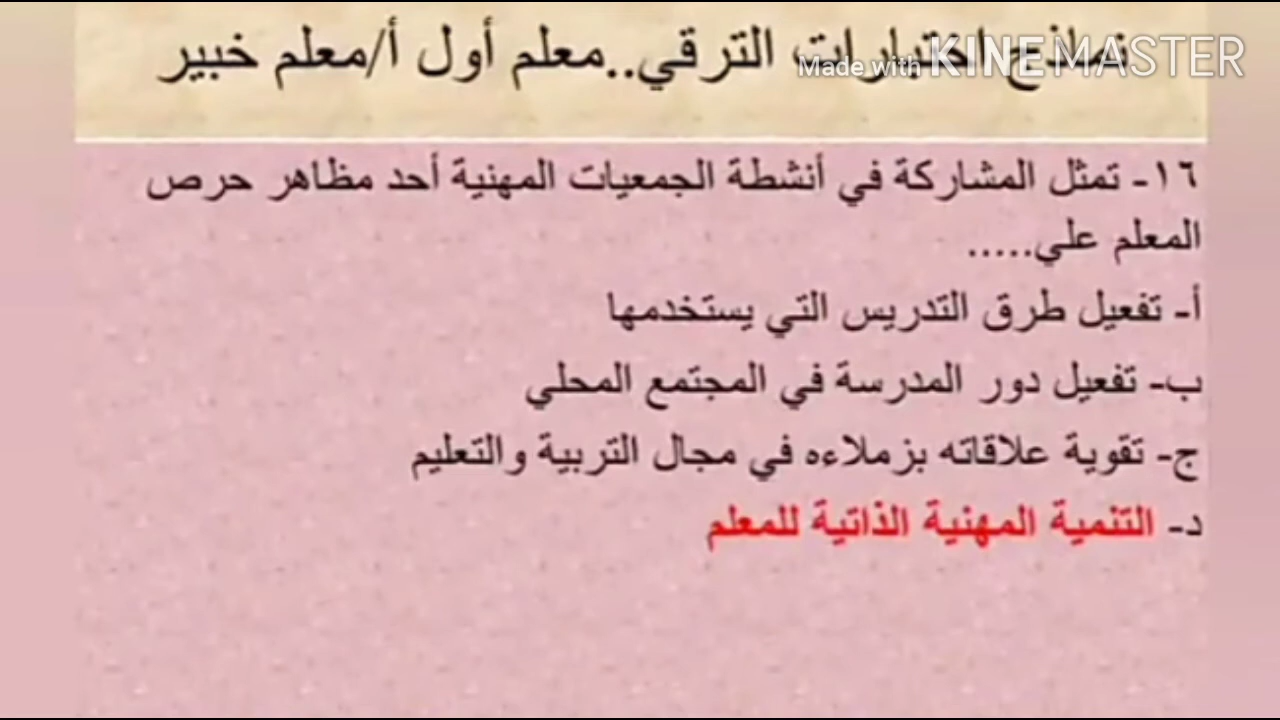 نماذج اختبارات الترقي..معلم أول أ/معلم خبير
Made with KINEMASTER
١٦- تمثل المشاركة في أنشطة الجمعيات المهنية أحد مظاهر حرص
المعلم علي.....
أ- تفعيل طرق التدريس التي يستخدمها
ب- تفعيل دور المدرسة في المجتمع المحلي
ج- تقوية علاقاته بزملاءه في مجال التربية والتعليم
د- التنمية المهنية الذاتية للمعلم